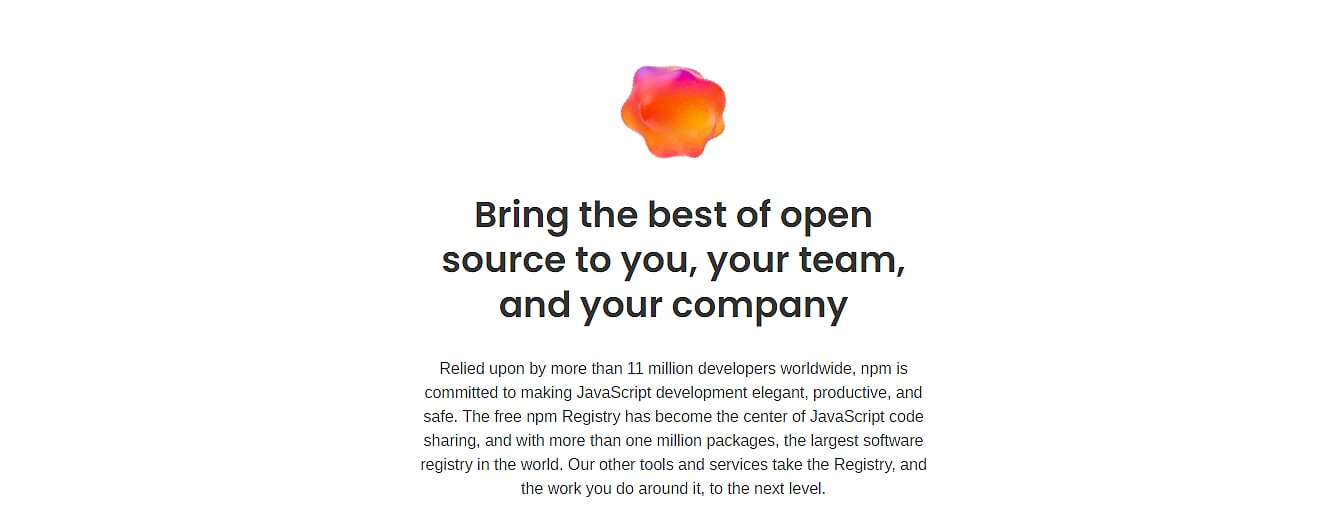 Bring the best of open
source to you, your team,
and your company
Relied upon by more than 11 million developers worldwide, npm is
committed to making JavaScript development elegant, productive, and
safe. The free npm Registry has become the center of JavaScript code
sharing, and with more than one million packages, the largest software
registry in the world. Our other tools and services take the Registry, and
the work you do around it, to the next level.